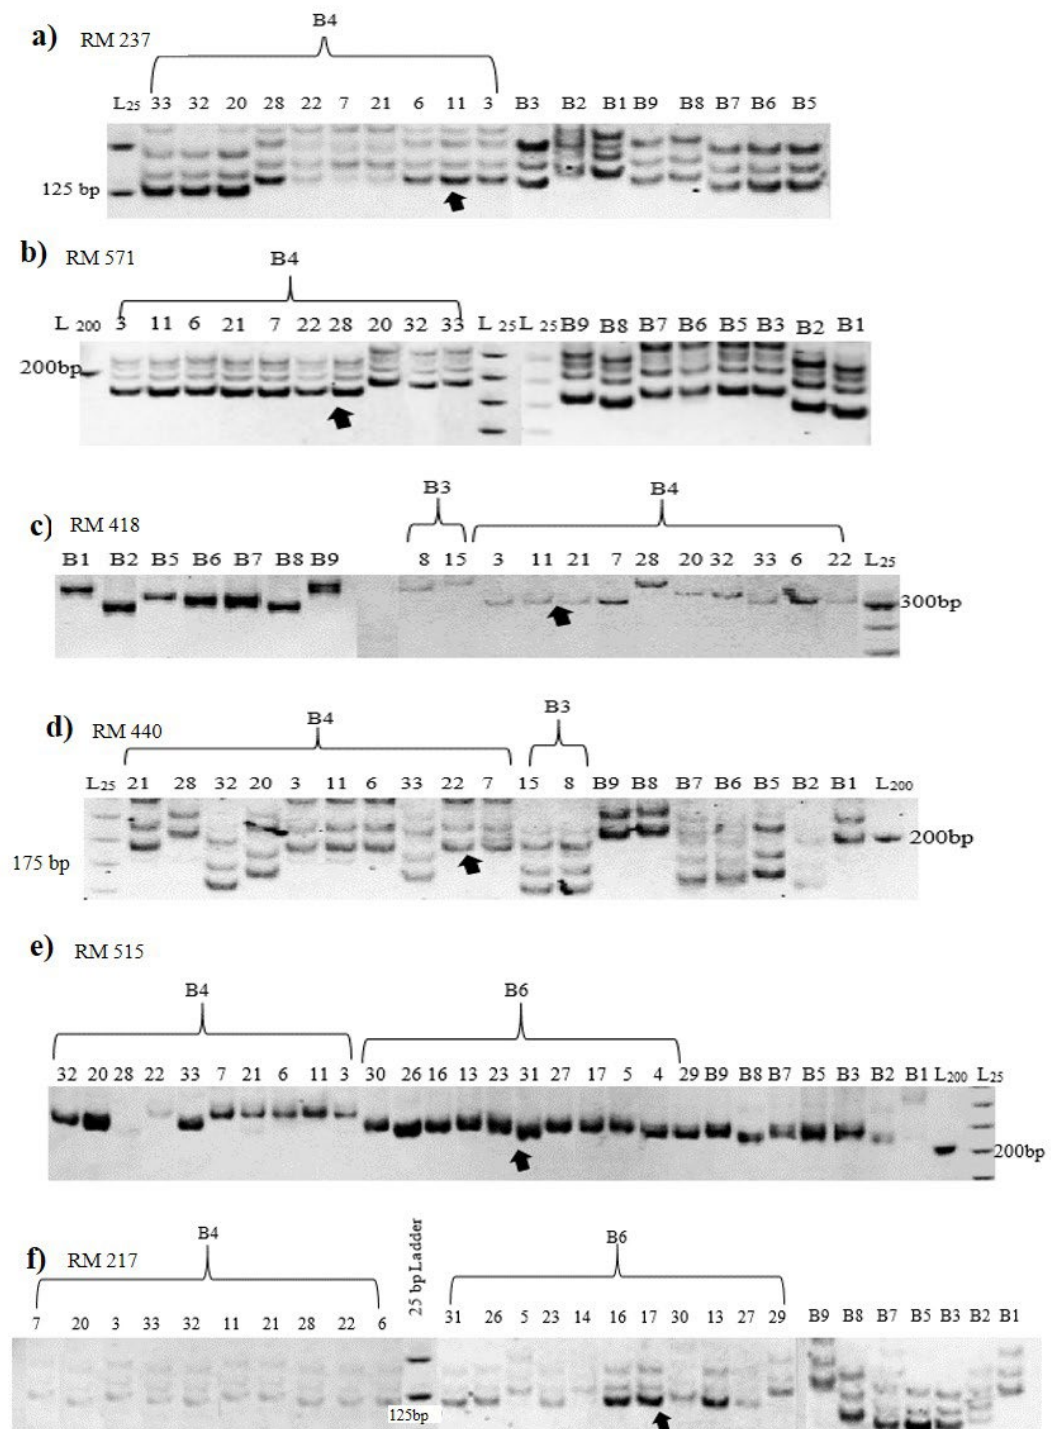 B4
a) RM 237
L25 33 32 20 28 22 7 21 6 11 3 B3 B2 B1 B9 B8 B7 B6 B5
125 bp
b) RM 571
B4
L 200 3 11 6 21 7 22 28 20 32 33 L 25 L 25 B9 B8 B7 B6 B5 B3 B2 B1
200bp
B3 B4
c) RM 418
B1 B2 B5 B6 B7 B8 B9 8 15 3 11 21 7 28 20 32 33 6 22 L25
300bp
B3
B4
d) RM 440
L25 21 28 32 20 3 11 6 33 22 7 15 8 B9 B8 B7 B6 B5 B2 B1 L200
200bp
175 bp
e) RM 515
B4 B6
32 20 28 22 33 7 21 6 11 3 30 26 16 13 23 31 27 17 5 4 29 B9 B8 B7 B5 B3 B2 B1 L200 L25
200bp
B4 B6
25 bp Ladder
f) RM 217
7 20 3 33 32 11 21 28 22 6 31 26 5 23 14 16 17 30 13 27 29 B9 B8 B7 B5 B3 B2 B1
125bp